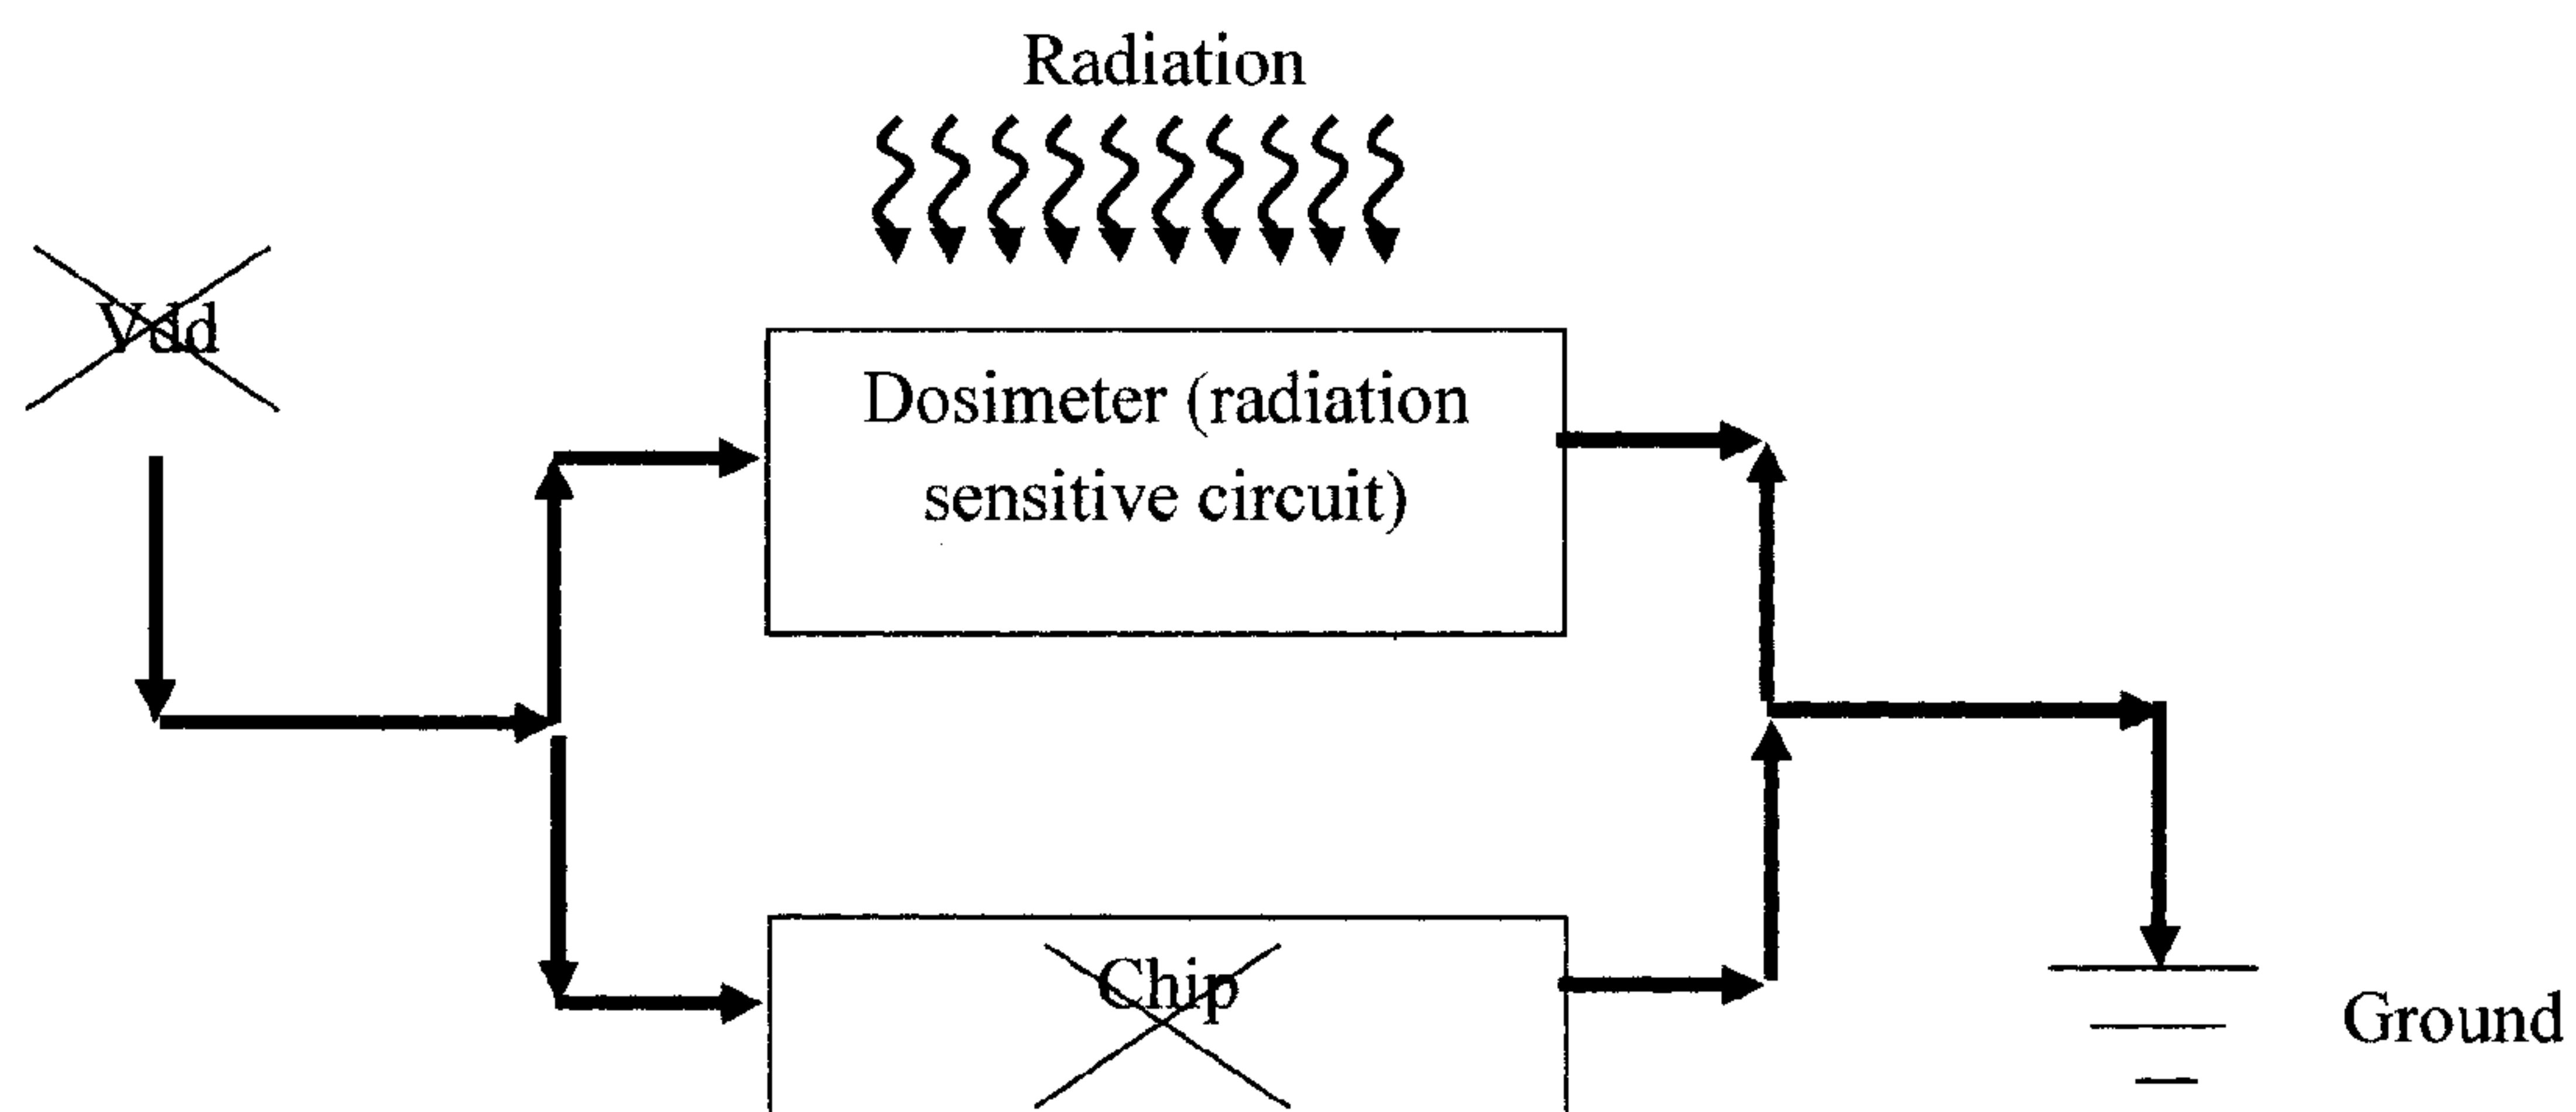 Radiation
Vdd
Dosimeter (radiation
sensitive circuit)
Chip
Ground